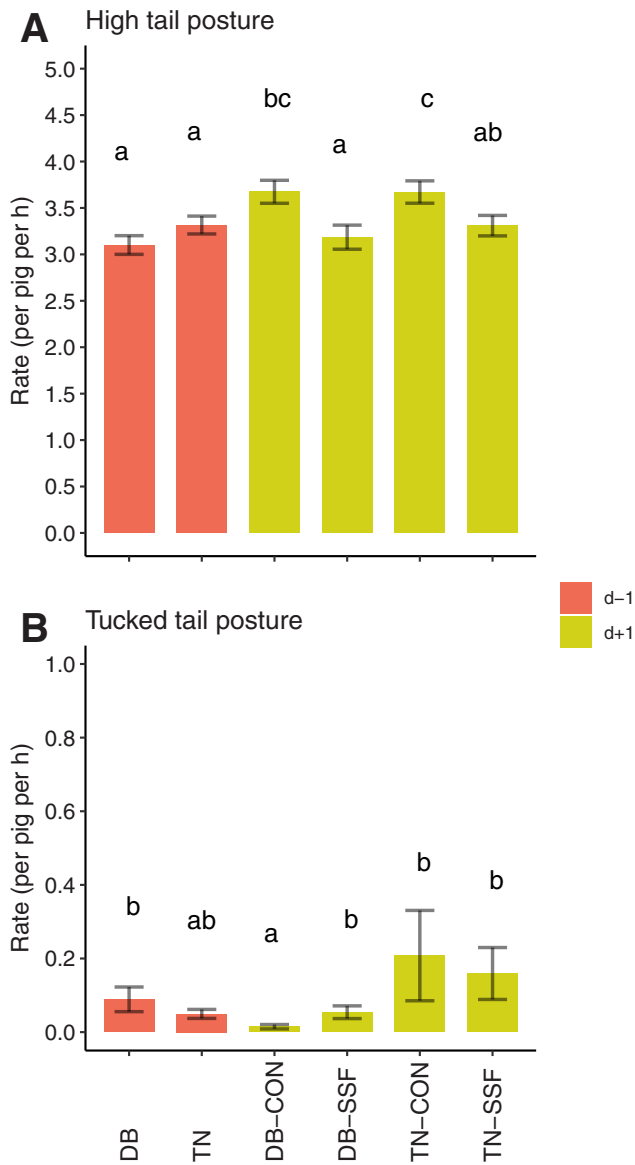 A High tail posture
Rate (per pig per h)
5.0
4.5
4.0
3.5
3.0
2.5
2.0
1.5
1.0
0.5
0.0
a a bc a c ab
d−1
d+1
B Tucked tail posture
Rate (per pig per h)
1.0
0.8
0.6
0.4
0.2
0.0
b ab a b b b
DB
TN
DB−CON
DB−SSF
TN−CON
TN−SSF